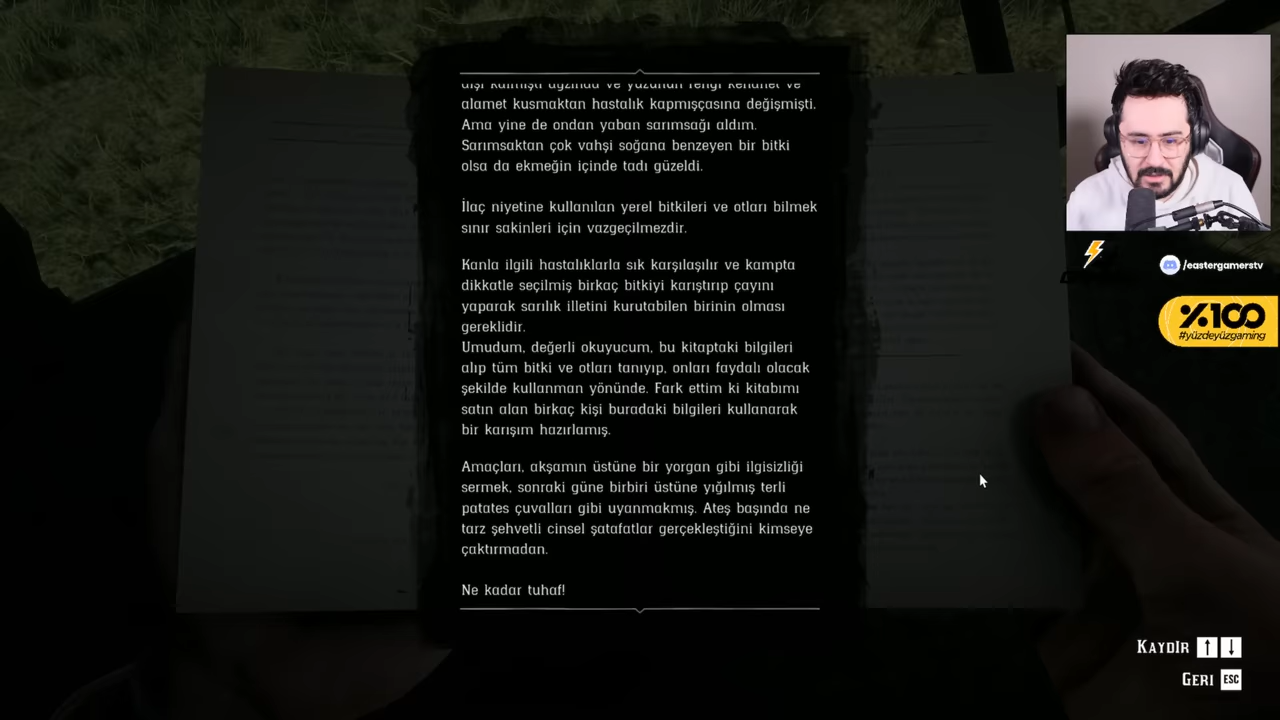 alamet kusmaktan hastalık kapmışçasına değişmişti.
Ama yine de ondan yaban sarımsağı aldım.
Sarımsaktan çok vahşi soğana benzeyen bir bitki
olsa da ekmeğin içinde tadı güzeldi.
İlaç niyetine kullanılan yerel bitkileri ve otları bilmek
sınır sakinleri için vazgeçilmezdir.
Kanla ilgili hastalıklarla sık karşılaşılır ve kampta
dikkatle seçilmiş birkaç bitkiyi karıştırıp çayını
yaparak sarılık illetini kurutabilen birinin olması
gereklidir.
Umudum, değerli okuyucum, bu kitaptaki bilgileri
alıp tüm bitki ve otları tanıyıp, onları faydalı olacak
şekilde kullanman yönünde. Fark ettim ki kitabımı
satın alan birkaç kişi buradaki bilgileri kullanarak
bir karışım hazırlamış.
Amaçları, akşamın üstüne bir yorgan gibi ilgisizliği
sermek, sonraki güne birbiri üstüne yığılmış terli
patates çuvalları gibi uyanmakmış. Ateş başında ne
tarz şehvetli cinsel şatafatlar gerçekleştiğini kimseye
çaktırmadan.
Ne kadar tuhaf!
/eastergamerstv
%100
#yüzdeyüzgaming
KAYDIR ↑ ↓
GERI ESC